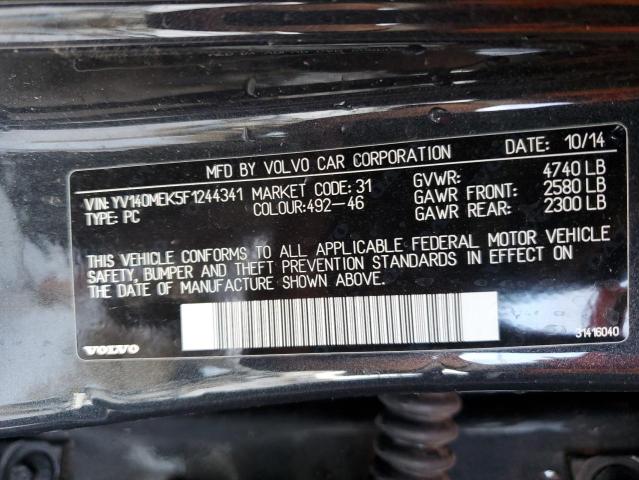 MFD BY VOLVO CAR CORPORATION DATE: 10/14
VIN: YV140MEK5F1244341 MARKET CODE: 31 GVWR: 4740 LB
TYPE: PC COLOUR:492-46 GAWR FRONT: 2580 LB
GAWR REAR: 2300 LB
THIS VEHICLE CONFORMS TO ALL APPLICABLE FEDERAL MOTOR VEHICLE
SAFETY, BUMPER AND THEFT PREVENTION STANDARDS IN EFFECT ON
THE DATE OF MANUFACTURE SHOWN ABOVE.
VOLVO 31416040